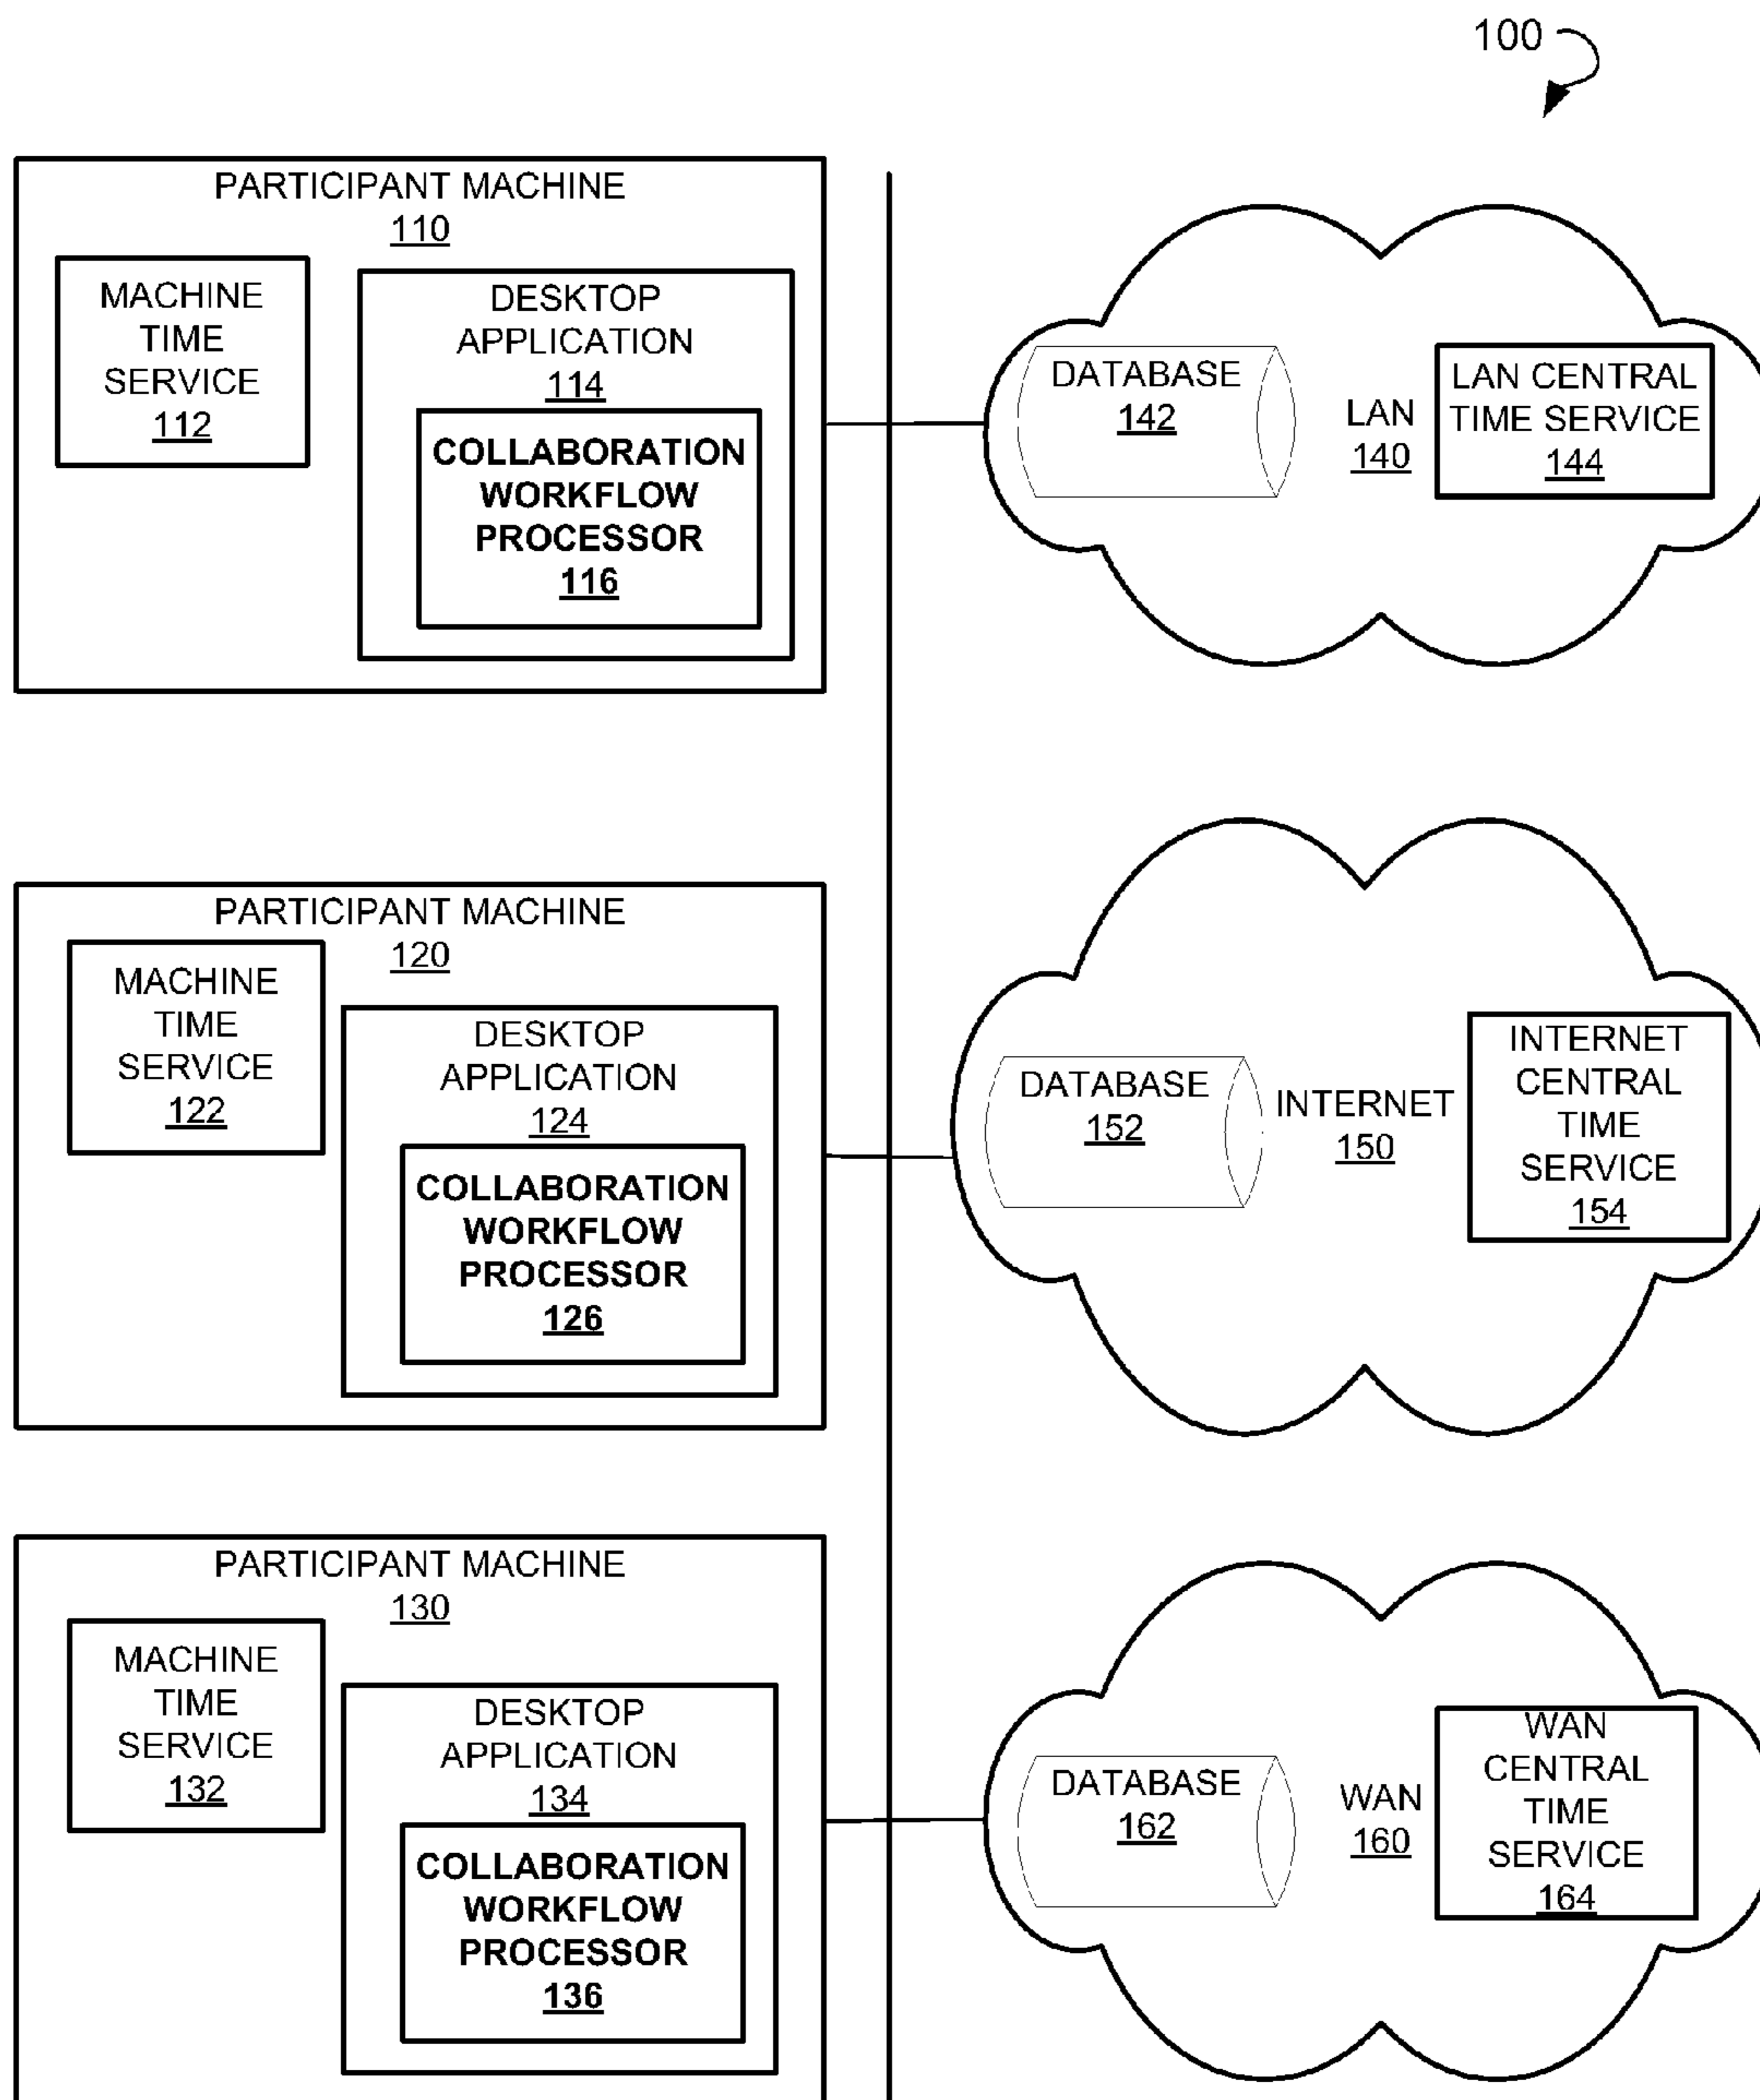 100
PARTICIPANT MACHINE
110
MACHINE
TIME
SERVICE
112
DESKTOP
APPLICATION
114
COLLABORATION
WORKFLOW
PROCESSOR
116
DATABASE
142
LAN
140
LAN CENTRAL
TIME SERVICE
144
PARTICIPANT MACHINE
120
MACHINE
TIME
SERVICE
122
DESKTOP
APPLICATION
124
COLLABORATION
WORKFLOW
PROCESSOR
126
DATABASE
152
INTERNET
150
INTERNET
CENTRAL
TIME
SERVICE
154
PARTICIPANT MACHINE
130
MACHINE
TIME
SERVICE
132
DESKTOP
APPLICATION
134
COLLABORATION
WORKFLOW
PROCESSOR
136
DATABASE
162
WAN
160
WAN
CENTRAL
TIME
SERVICE
164